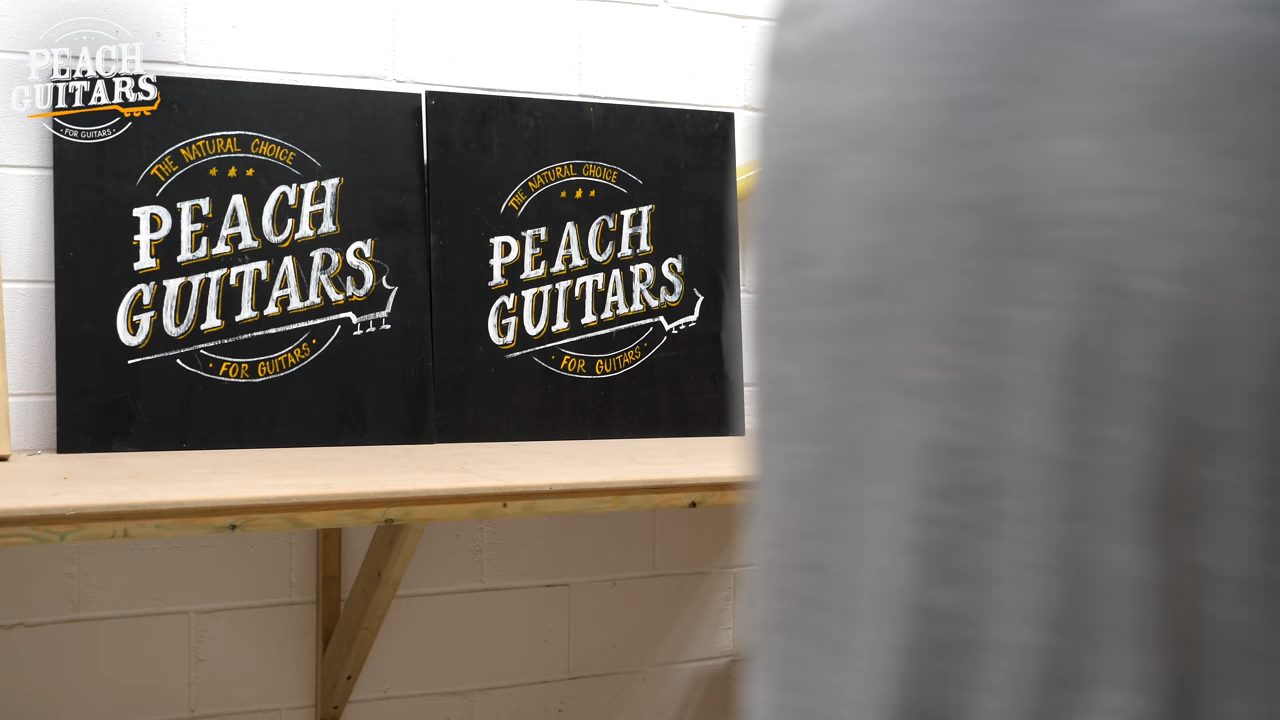 PEACH
GUITARS
· FOR GUITARS ·
THE NATURAL CHOICE
PEACH
GUITARS
· FOR GUITARS ·
THE NATURAL CHOICE
PEACH
GUITARS
· FOR GUITARS ·